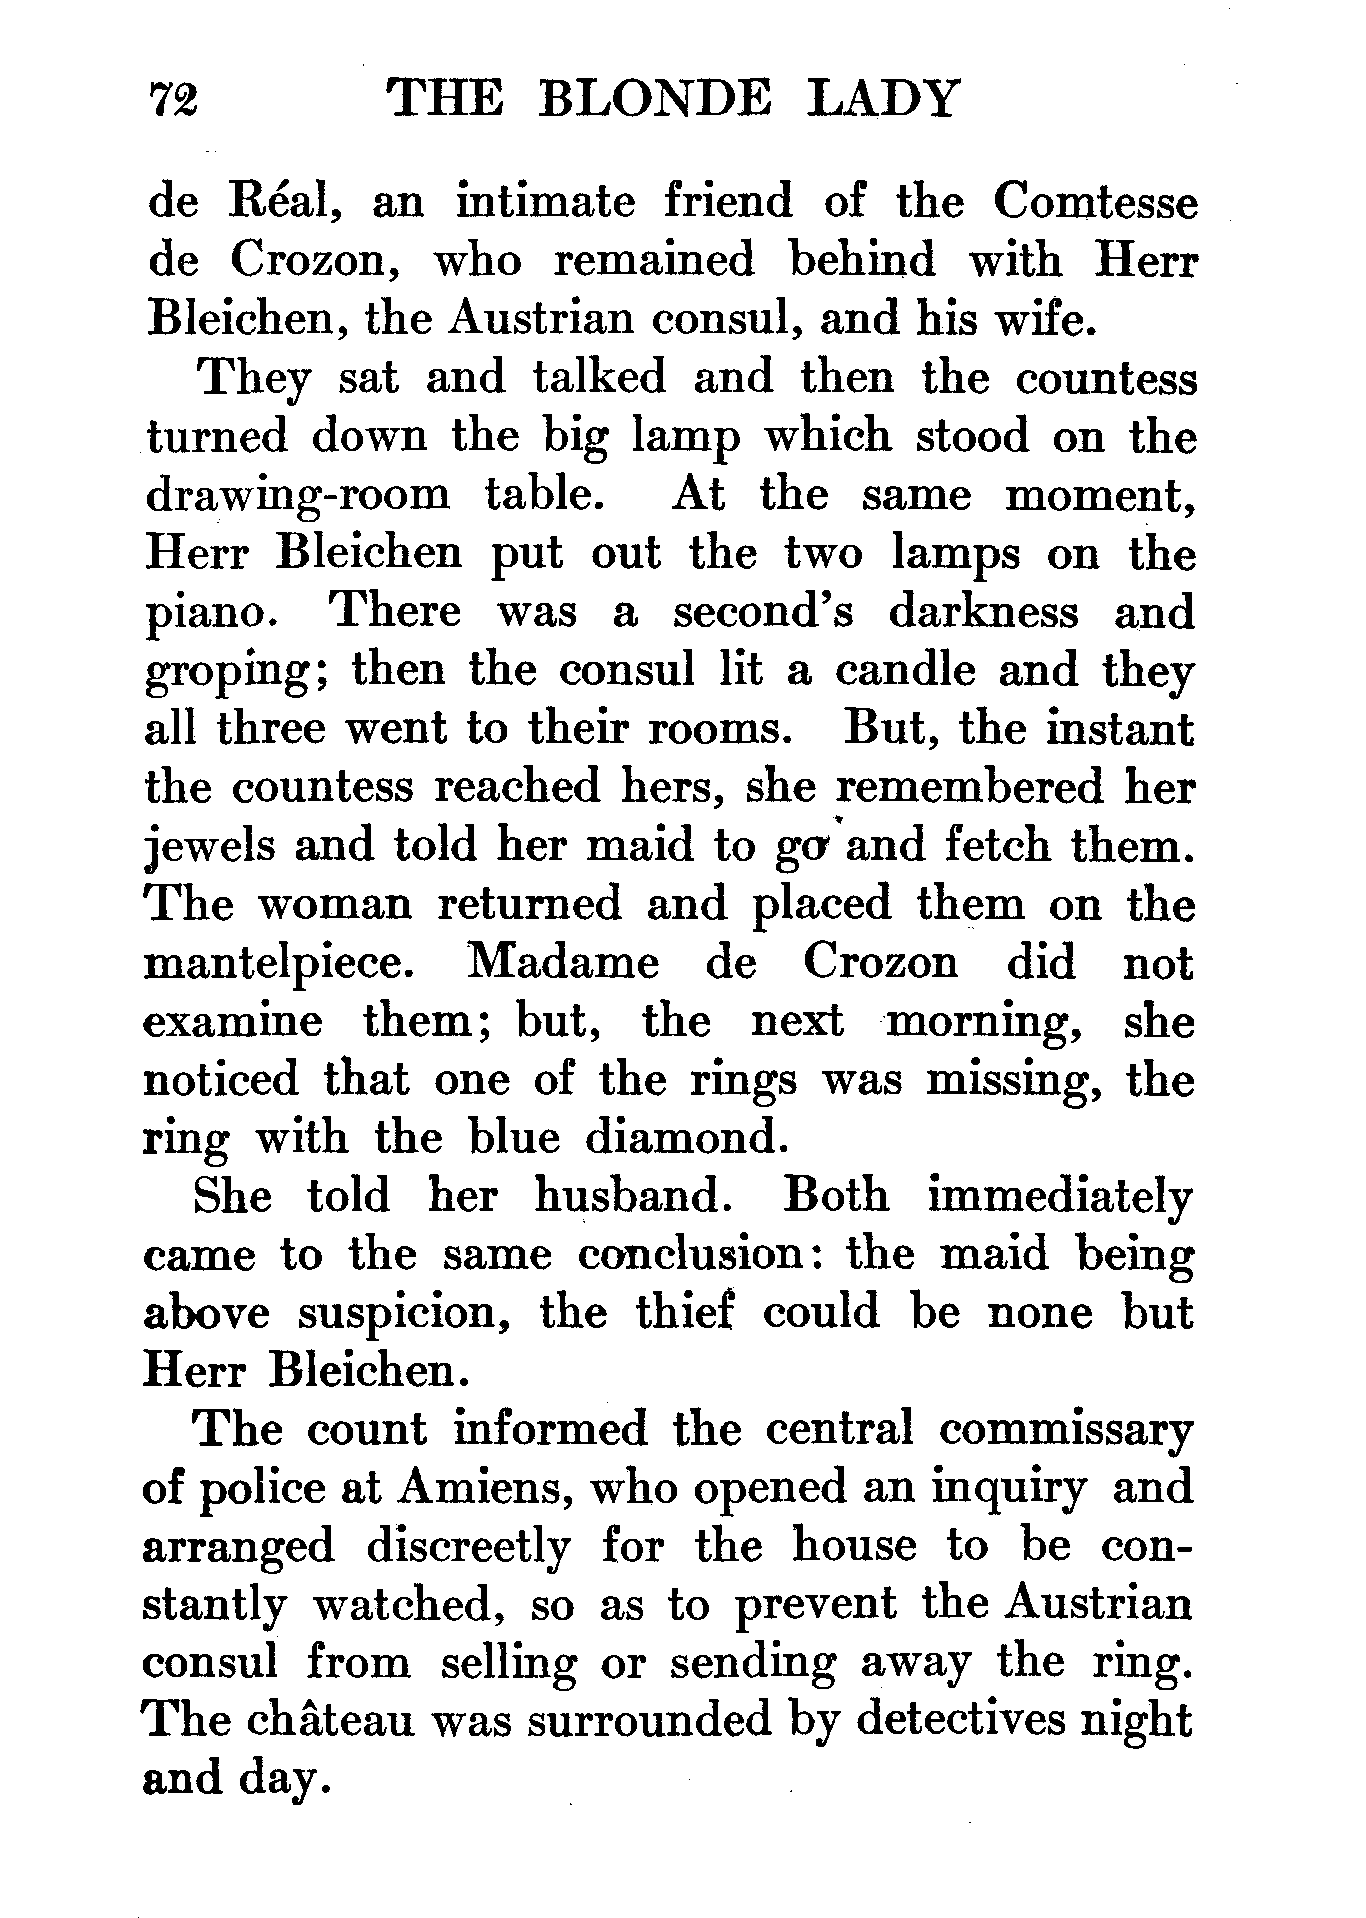 72 THE BLONDE LADY
de Réal, an intimate friend of the Comtesse
de Crozon, who remained behind with Herr
Bleichen, the Austrian consul, and his wife.
They sat and talked and then the countess
turned down the big lamp which stood on the
drawing-room table. At the same moment,
Herr Bleichen put out the two lamps on the
piano. There was a second's darkness and
groping; then the consul lit a candle and they
all three went to their rooms. But, the instant
the countess reached hers, she remembered her
jewels and told her maid to go and fetch them.
The woman returned and placed them on the
mantelpiece. Madame de Crozon did not
examine them; but, the next morning, she
noticed that one of the rings was missing, the
ring with the blue diamond.
She told her husband. Both immediately
came to the same conclusion: the maid being
above suspicion, the thief could be none but
Herr Bleichen.
The count informed the central commissary
of police at Amiens, who opened an inquiry and
arranged discreetly for the house to be con-
stantly watched, so as to prevent the Austrian
consul from selling or sending away the ring.
The château was surrounded by detectives night
and day.